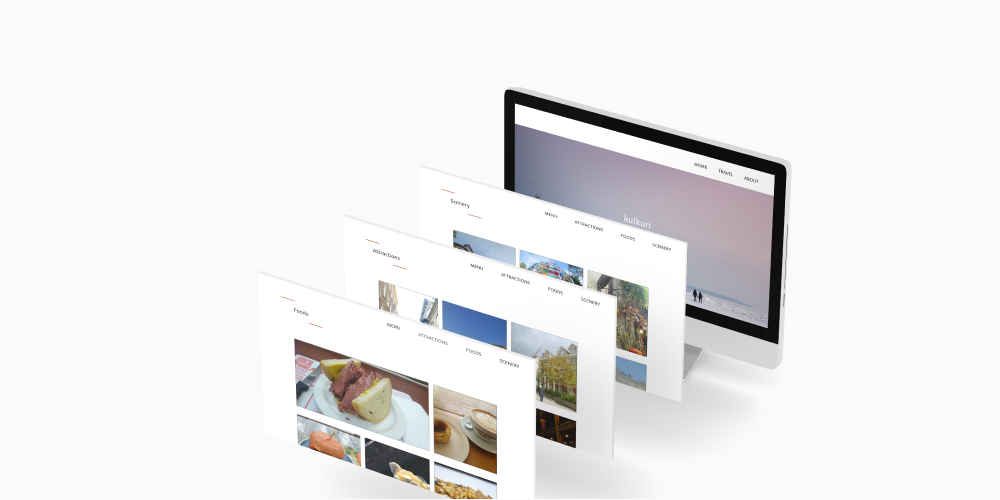 HOME TRAVEL ABOUT
kulkuri
Scenery
MENU ATTRACTIONS FOODS SCENERY
Attractions
MENU ATTRACTIONS FOODS SCENERY
Foods
MENU ATTRACTIONS FOODS SCENERY